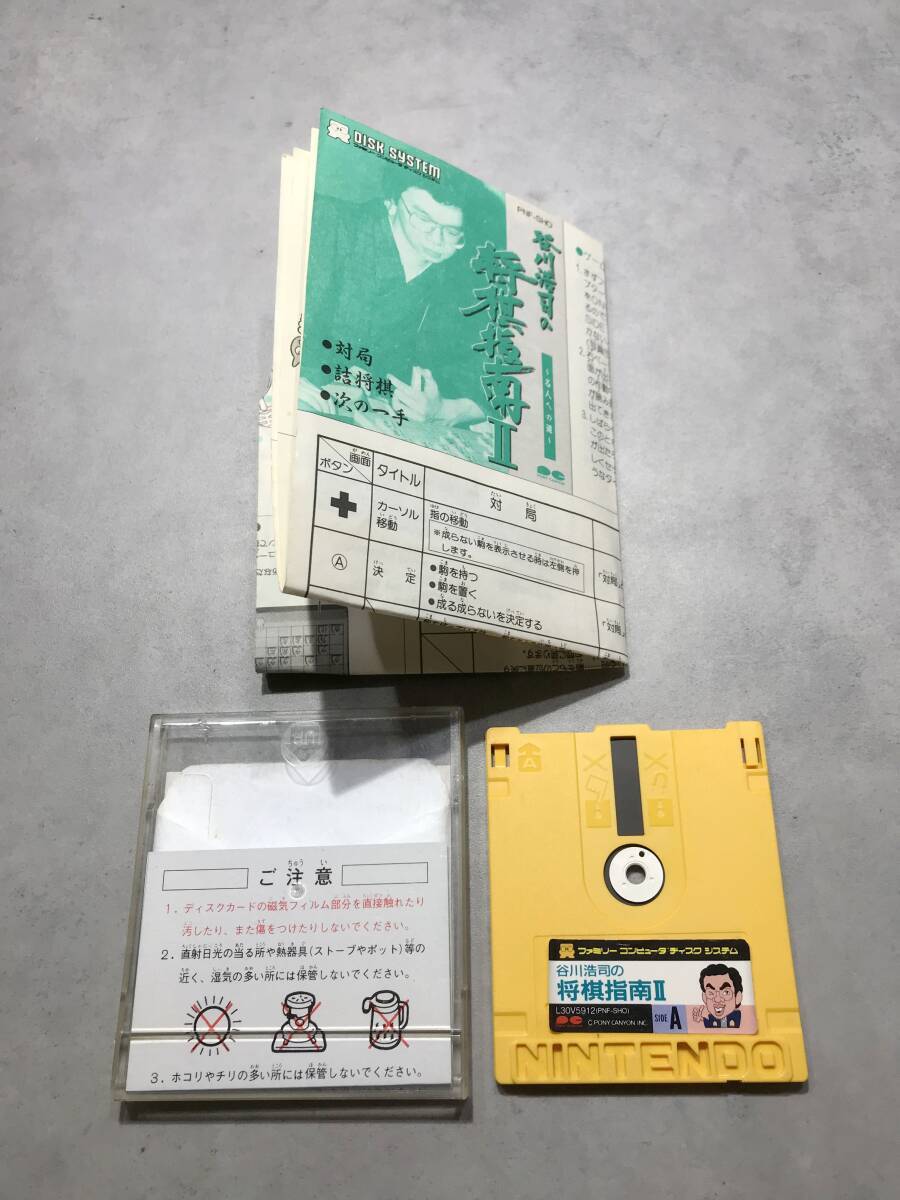 DISK SYSTEM
PNF-SHO
谷川浩司の
将棋指南II
～名人への道～
●対局
●詰将棋
●次の一手
PONY CANYON
画面
ボタン
タイトル
対局
カーソル
移動
指の移動
※成らない駒を表示させる時は左側を押
します。
Ⓐ
決定
●駒を持つ
●駒を置く
●成る成らないを決定する
ご注意
1. ディスクカードの磁気フィルム部分を直接触れたり
汚したり、また傷をつけたりしないでください。
2. 直射日光の当る所や熱器具(ストーブやポット)等の
近く、湿気の多い所には保管しないでください。
3. ホコリやチリの多い所には保管しないでください。
A
ファミリー コンピュータ ディスク システム
谷川浩司の
将棋指南II
L30V5912(PNF-SHO)
© PONY CANYON INC.
SIDE A
NINTENDO